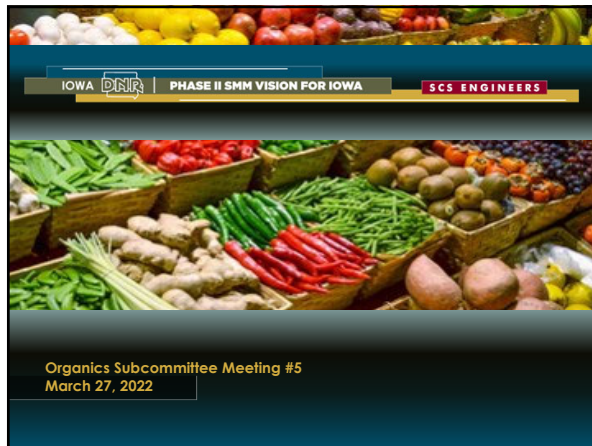 IOWA DNR PHASE II SMM VISION FOR IOWA SCS ENGINEERS
Organics Subcommittee Meeting #5
March 27, 2022